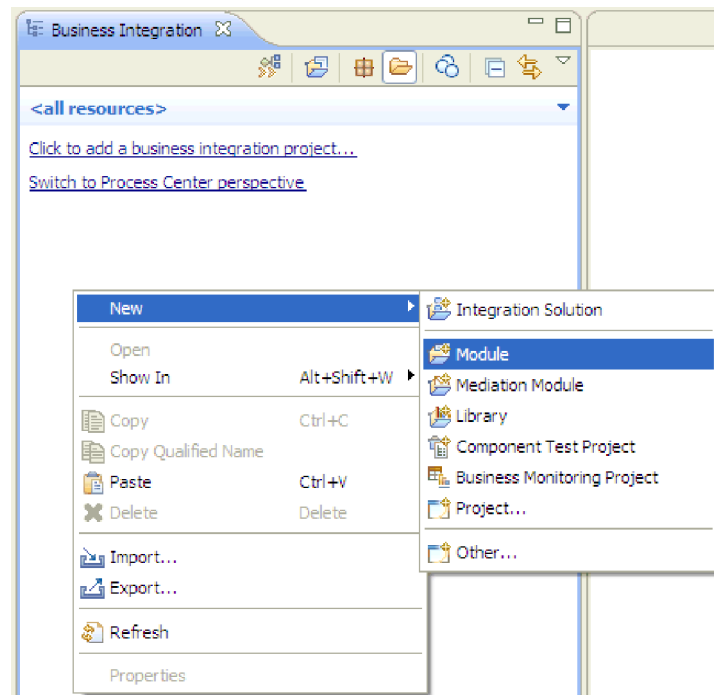 Business Integration
<all resources>
Click to add a business integration project...
Switch to Process Center perspective
New
Open
Show In Alt+Shift+W
Copy Ctrl+C
Copy Qualified Name
Paste Ctrl+V
Delete Delete
Import...
Export...
Refresh
Properties
Integration Solution
Module
Mediation Module
Library
Component Test Project
Business Monitoring Project
Project...
Other...